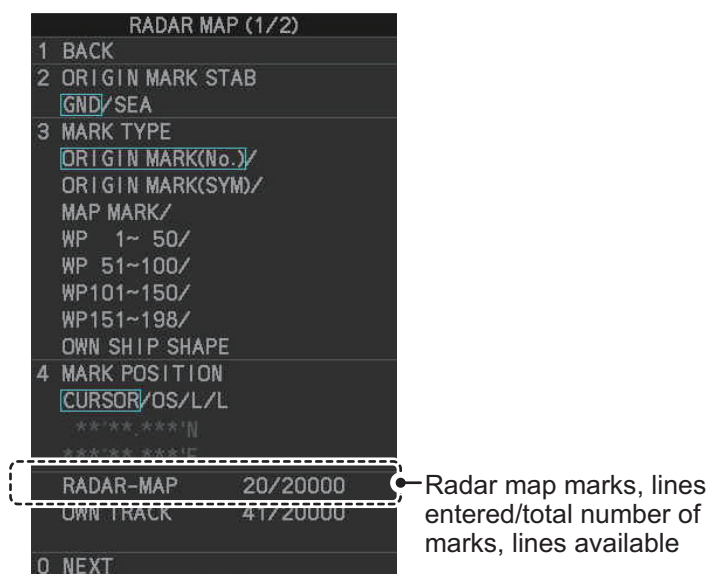 RADAR MAP (1/2)
1 BACK
2 ORIGIN MARK STAB
GND/SEA
3 MARK TYPE
ORIGIN MARK(No.)/
ORIGIN MARK(SYM)/
MAP MARK/
WP 1~ 50/
WP 51~100/
WP101~150/
WP151~198/
OWN SHIP SHAPE
4 MARK POSITION
CURSOR/OS/L/L
**'**.***'N
***'**.***'E
RADAR-MAP 20/20000
OWN TRACK 41/20000
0 NEXT
Radar map marks, lines
entered/total number of
marks, lines available